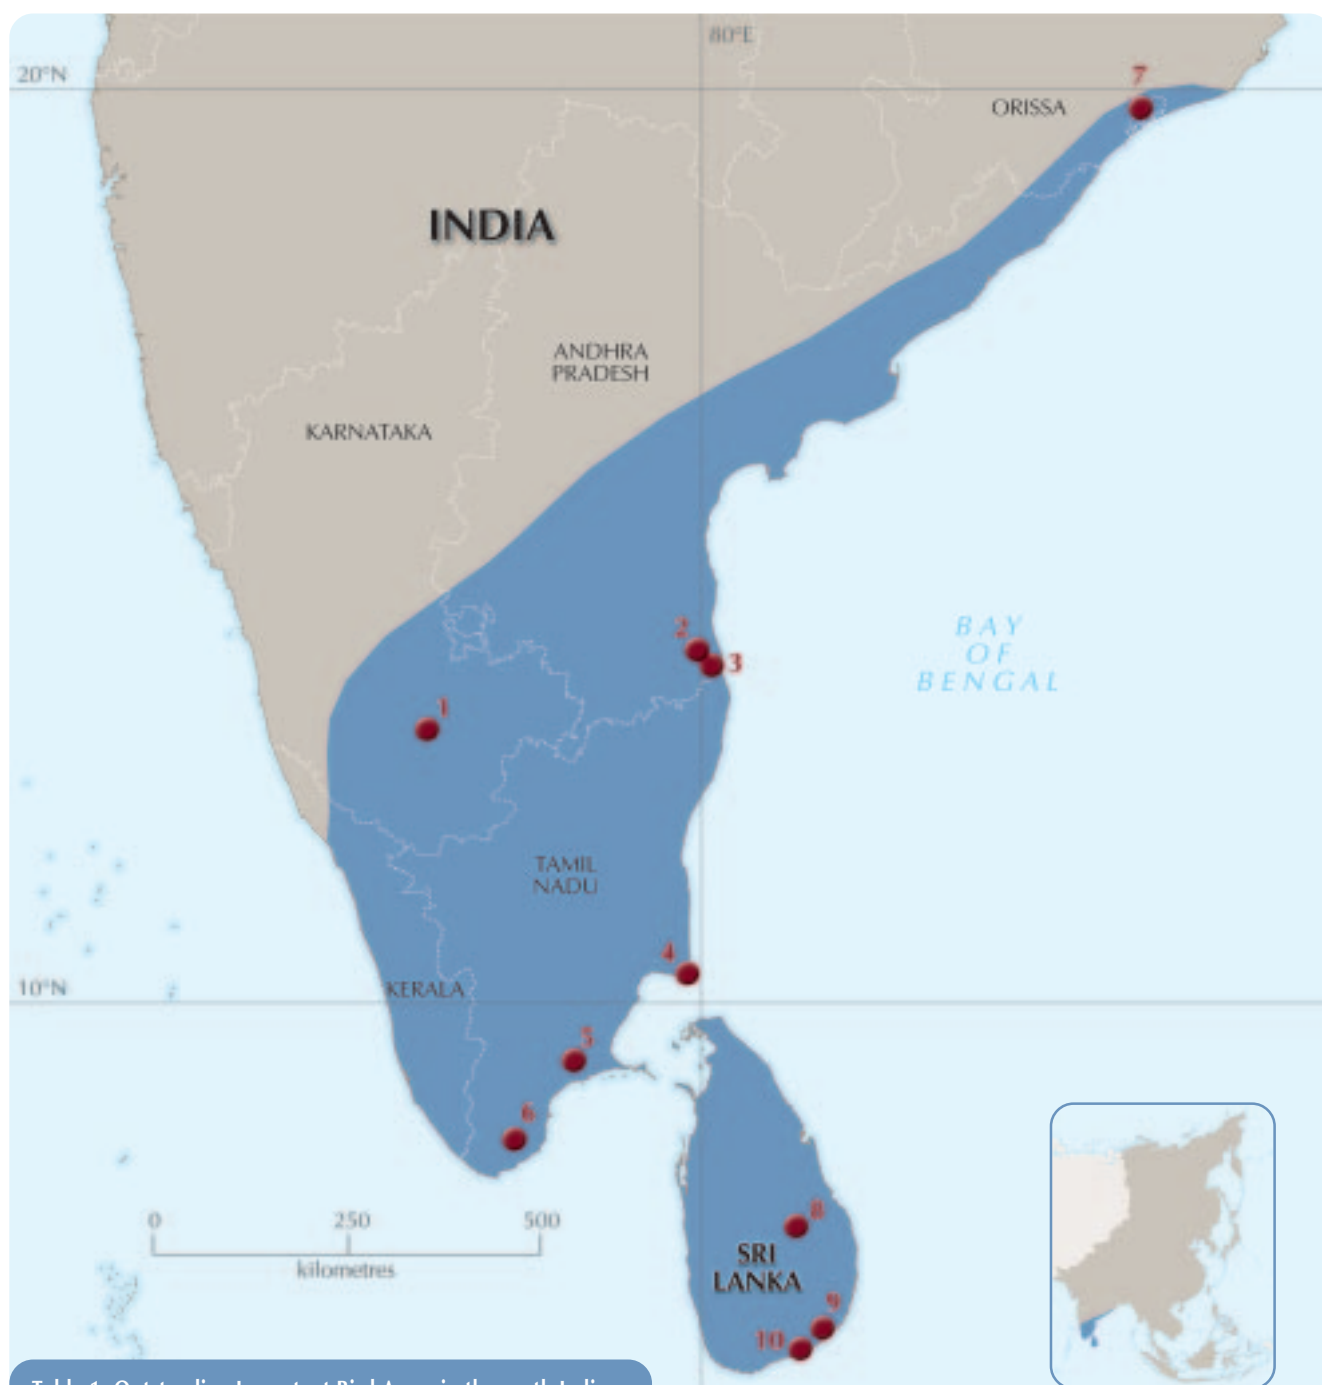 80°E
20°N
7
ORISSA
INDIA
ANDHRA
PRADESH
KARNATAKA
BAY
OF
BENGAL
2
3
1
TAMIL
NADU
4
10°N
KERALA
5
6
0 250 500
kilometres
8
SRI
LANKA
9
10